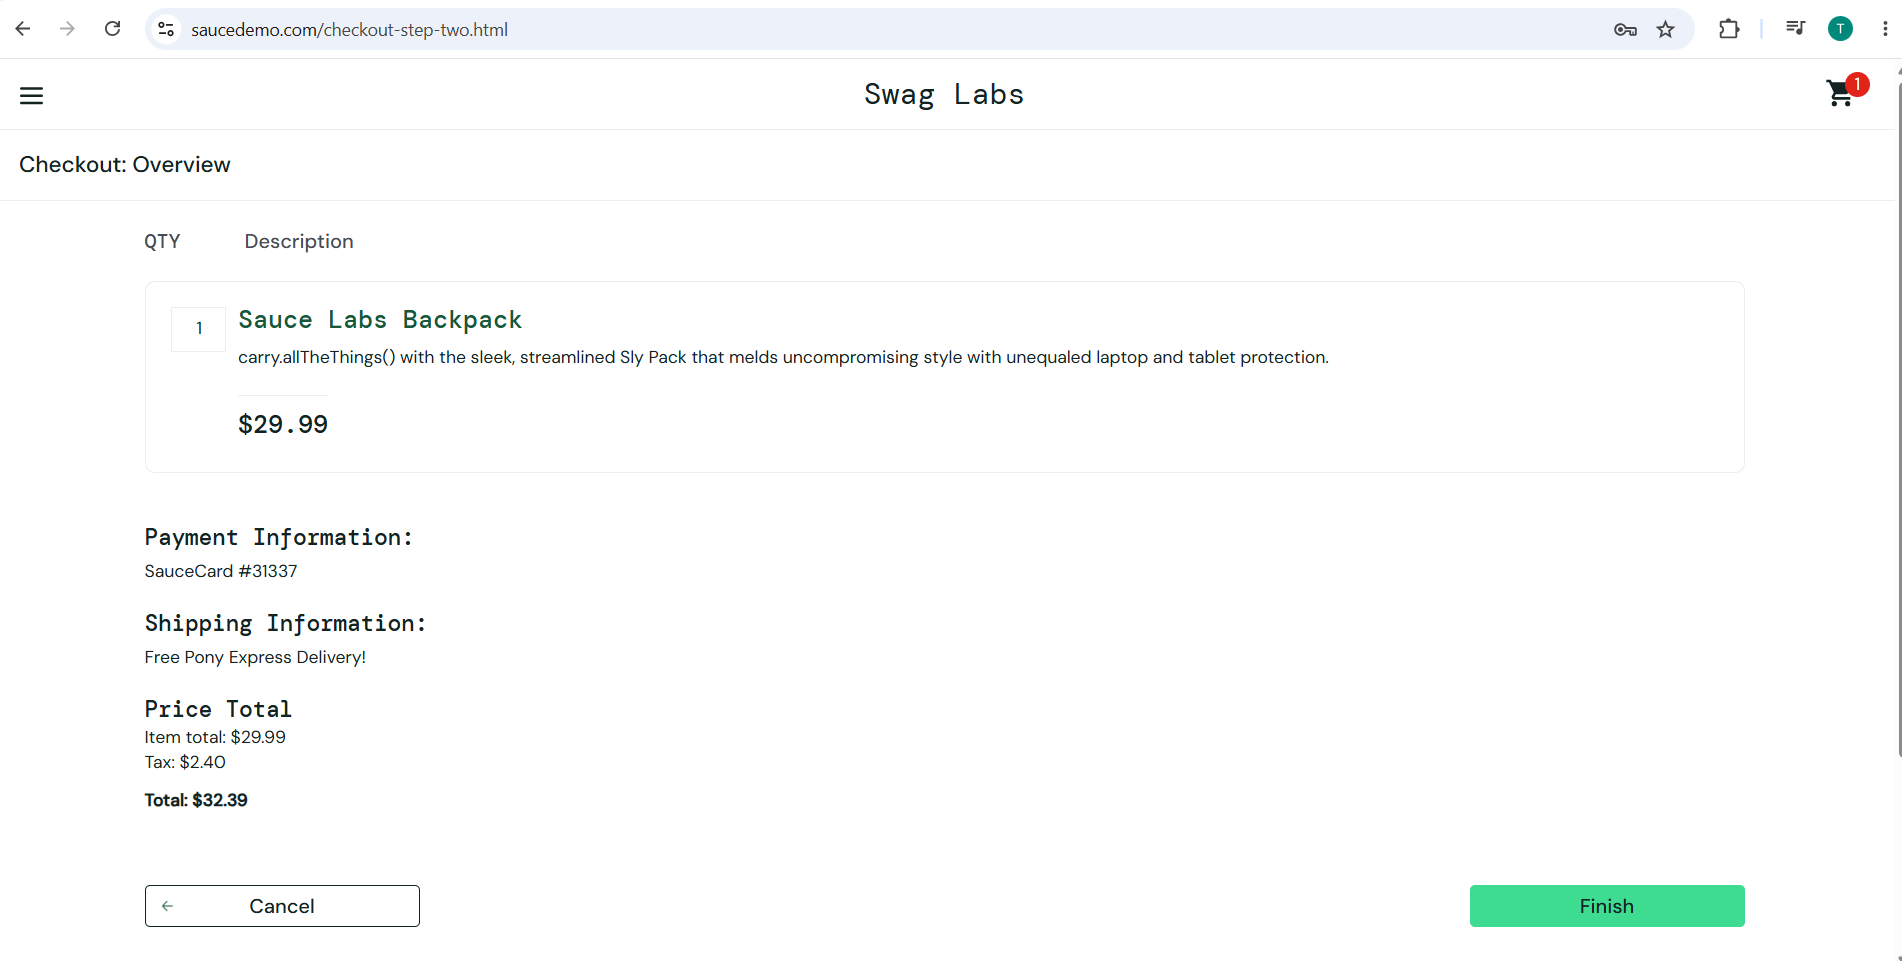 saucedemo.com/checkout-step-two.html
T
Swag Labs
1
Checkout: Overview
QTY Description
1
Sauce Labs Backpack
carry.allTheThings() with the sleek, streamlined Sly Pack that melds uncompromising style with unequaled laptop and tablet protection.
$29.99
Payment Information:
SauceCard #31337
Shipping Information:
Free Pony Express Delivery!
Price Total
Item total: $29.99
Tax: $2.40
Total: $32.39
Cancel
Finish